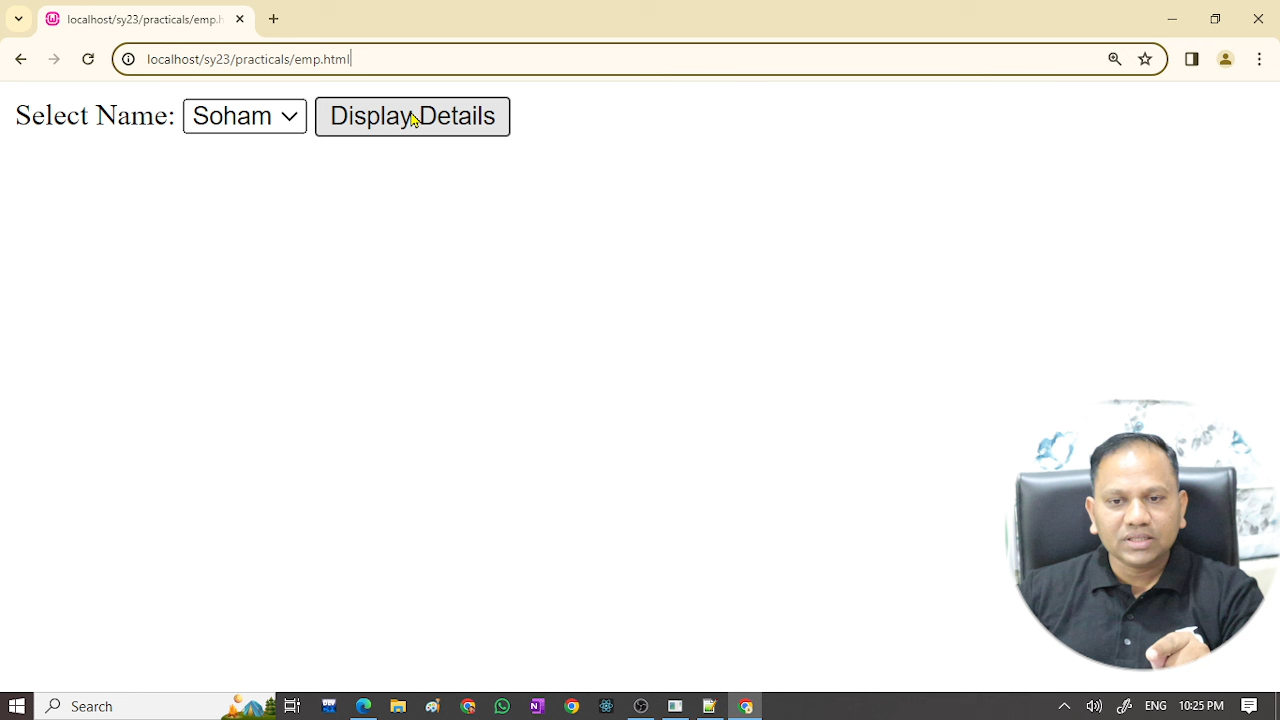 localhost/sy23/practicals/emp.h
localhost/sy23/practicals/emp.html
Select Name: Soham Display Details
Search
ENG 10:25 PM